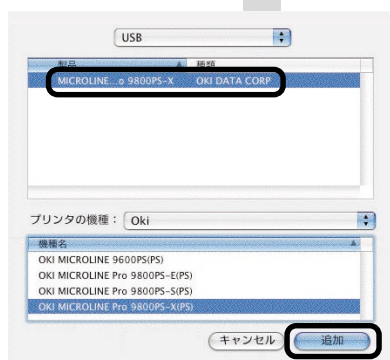 USB
製品 種類
MICROLINE...o 9800PS-X OKI DATA CORP
プリンタの機種： Oki
機種名
OKI MICROLINE 9600PS(PS)
OKI MICROLINE Pro 9800PS-E(PS)
OKI MICROLINE Pro 9800PS-S(PS)
OKI MICROLINE Pro 9800PS-X(PS)
キャンセル 追加